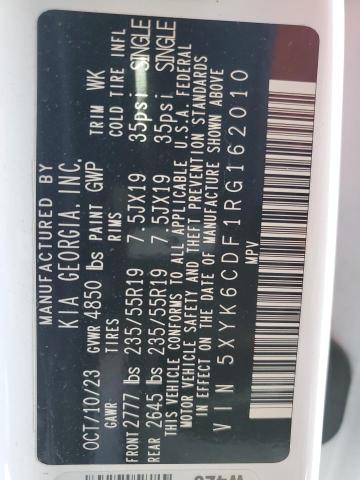 MANUFACTURED BY
KIA GEORGIA, INC.
OCT/10/23 GVWR 4850 lbs PAINT GWP TRIM WK
GAWR TIRES RIMS COLD TIRE INFL
FRONT 2777 lbs 235/55R19 7.5JX19 35psi SINGLE
REAR 2645 lbs 235/55R19 7.5JX19 35psi SINGLE
THIS VEHICLE CONFORMS TO ALL APPLICABLE U.S.A. FEDERAL
MOTOR VEHICLE SAFETY AND THEFT PREVENTION STANDARDS
IN EFFECT ON THE DATE OF MANUFACTURE SHOWN ABOVE
VIN 5XYK6CDF1RG162010
MPV